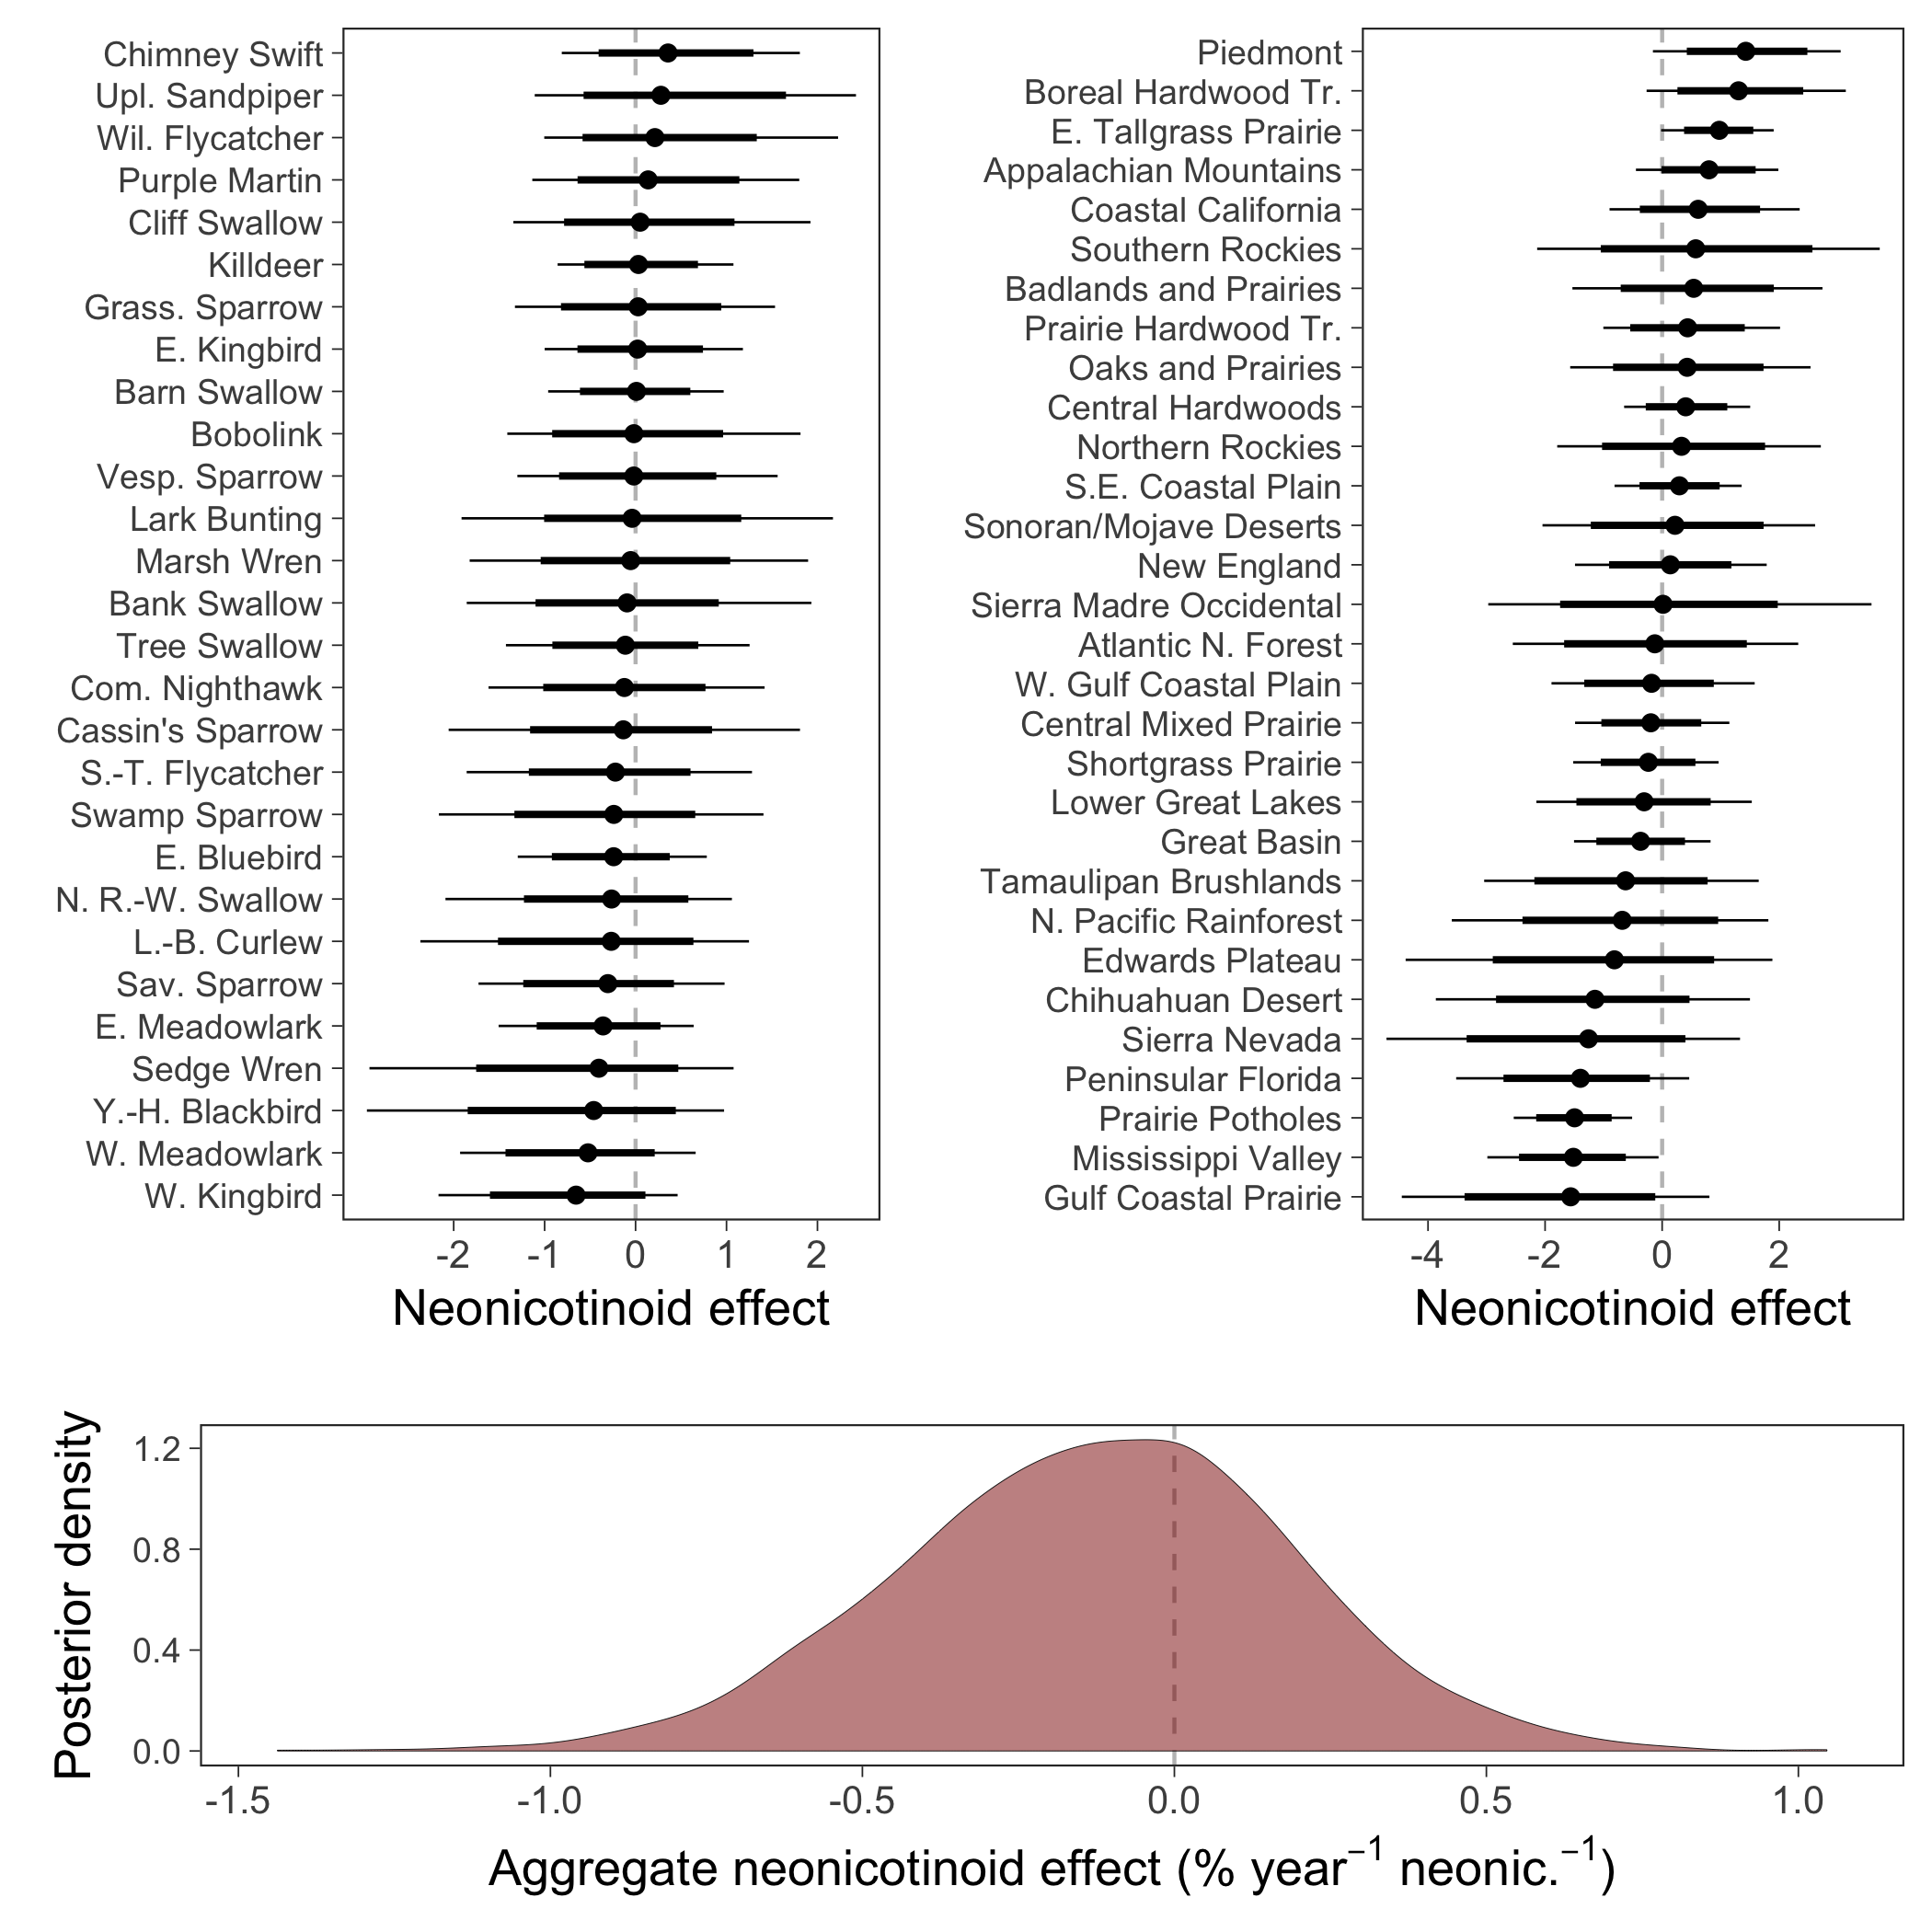 Chimney Swift
Upl. Sandpiper
Wil. Flycatcher
Purple Martin
Cliff Swallow
Killdeer
Grass. Sparrow
E. Kingbird
Barn Swallow
Bobolink
Vesp. Sparrow
Lark Bunting
Marsh Wren
Bank Swallow
Tree Swallow
Com. Nighthawk
Cassin's Sparrow
S.-T. Flycatcher
Swamp Sparrow
E. Bluebird
N. R.-W. Swallow
L.-B. Curlew
Sav. Sparrow
E. Meadowlark
Sedge Wren
Y.-H. Blackbird
W. Meadowlark
W. Kingbird
-2 -1 0 1 2
Neonicotinoid effect
Piedmont
Boreal Hardwood Tr.
E. Tallgrass Prairie
Appalachian Mountains
Coastal California
Southern Rockies
Badlands and Prairies
Prairie Hardwood Tr.
Oaks and Prairies
Central Hardwoods
Northern Rockies
S.E. Coastal Plain
Sonoran/Mojave Deserts
New England
Sierra Madre Occidental
Atlantic N. Forest
W. Gulf Coastal Plain
Central Mixed Prairie
Shortgrass Prairie
Lower Great Lakes
Great Basin
Tamaulipan Brushlands
N. Pacific Rainforest
Edwards Plateau
Chihuahuan Desert
Sierra Nevada
Peninsular Florida
Prairie Potholes
Mississippi Valley
Gulf Coastal Prairie
-4 -2 0 2
Neonicotinoid effect
Posterior density
1.2
0.8
0.4
0.0
-1.5 -1.0 -0.5 0.0 0.5 1.0
Aggregate neonicotinoid effect (% year⁻¹ neonic.⁻¹)